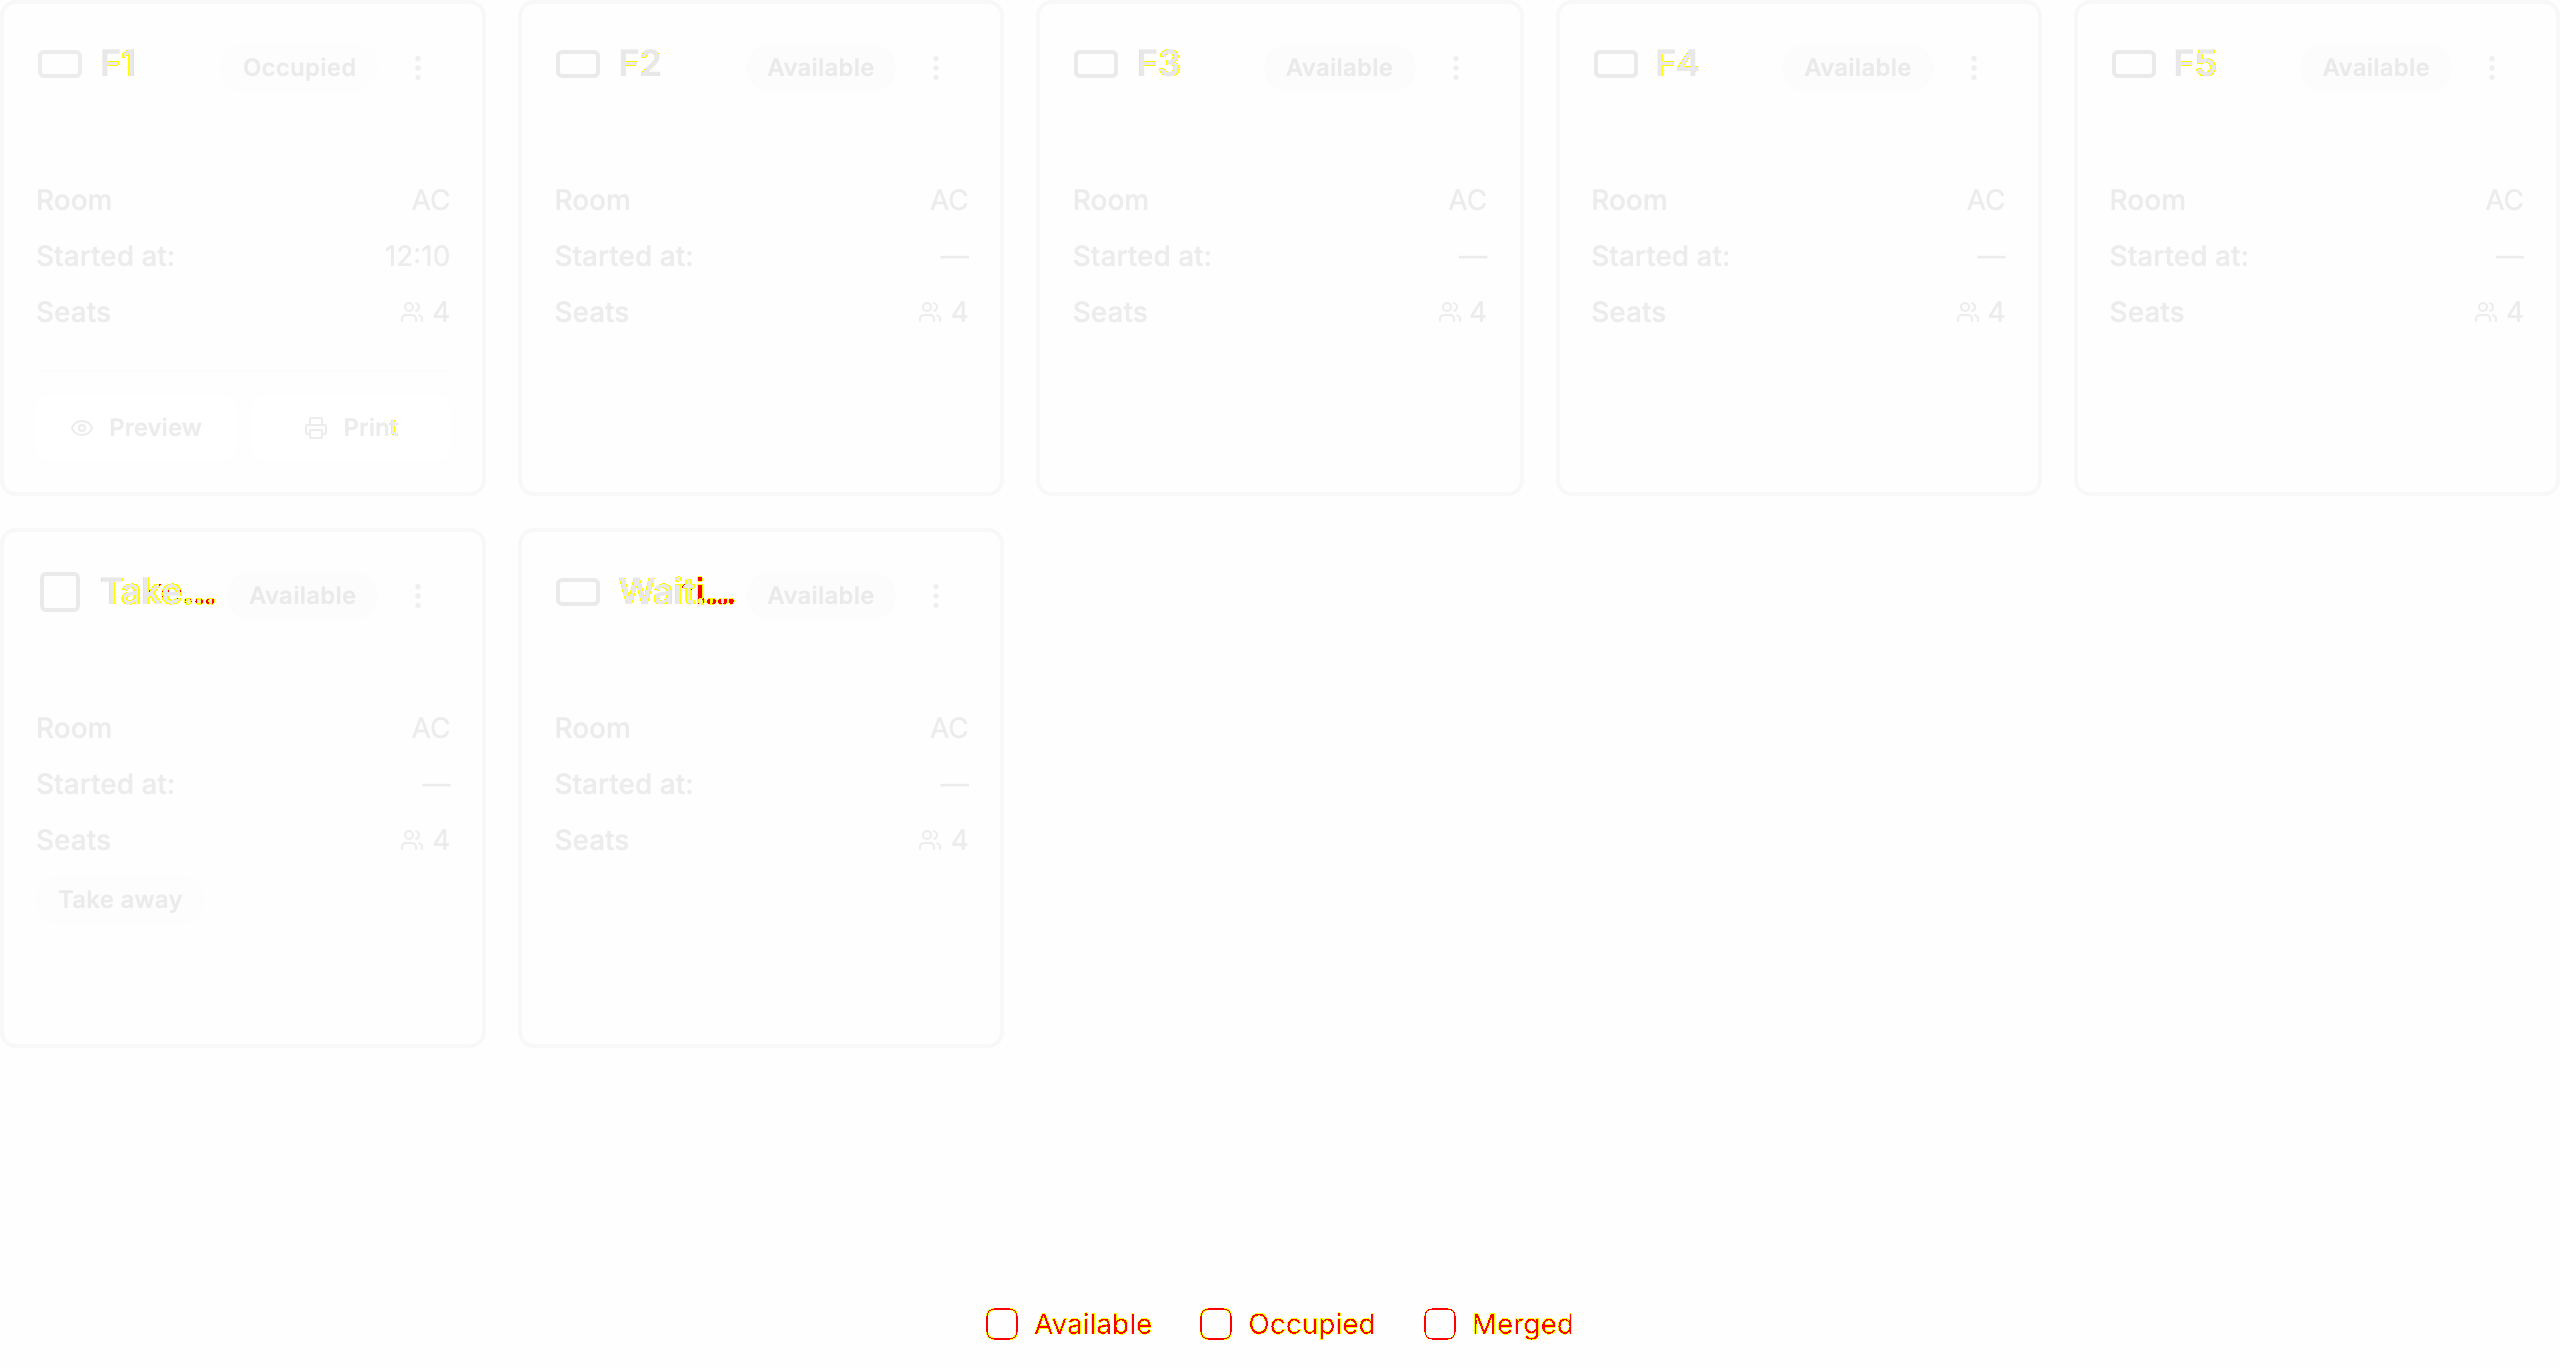 F1 Occupied
Room AC
Started at: 12:10
Seats 4
Preview Print
F2 Available
Room AC
Started at: —
Seats 4
F3 Available
Room AC
Started at: —
Seats 4
F4 Available
Room AC
Started at: —
Seats 4
F5 Available
Room AC
Started at: —
Seats 4
Take... Available
Room AC
Started at: —
Seats 4
Take away
Waiti... Available
Room AC
Started at: —
Seats 4
Available Occupied Merged